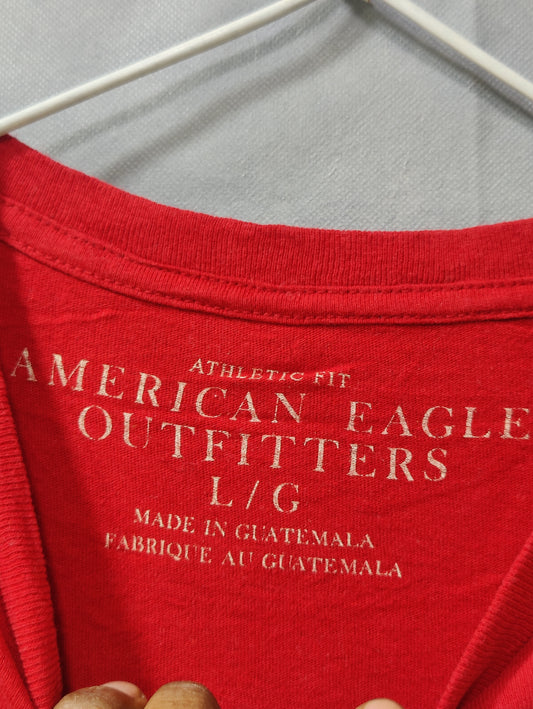 ATHLETIC FIT
AMERICAN EAGLE
OUTFITTERS
L / G
MADE IN GUATEMALA
FABRIQUE AU GUATEMALA